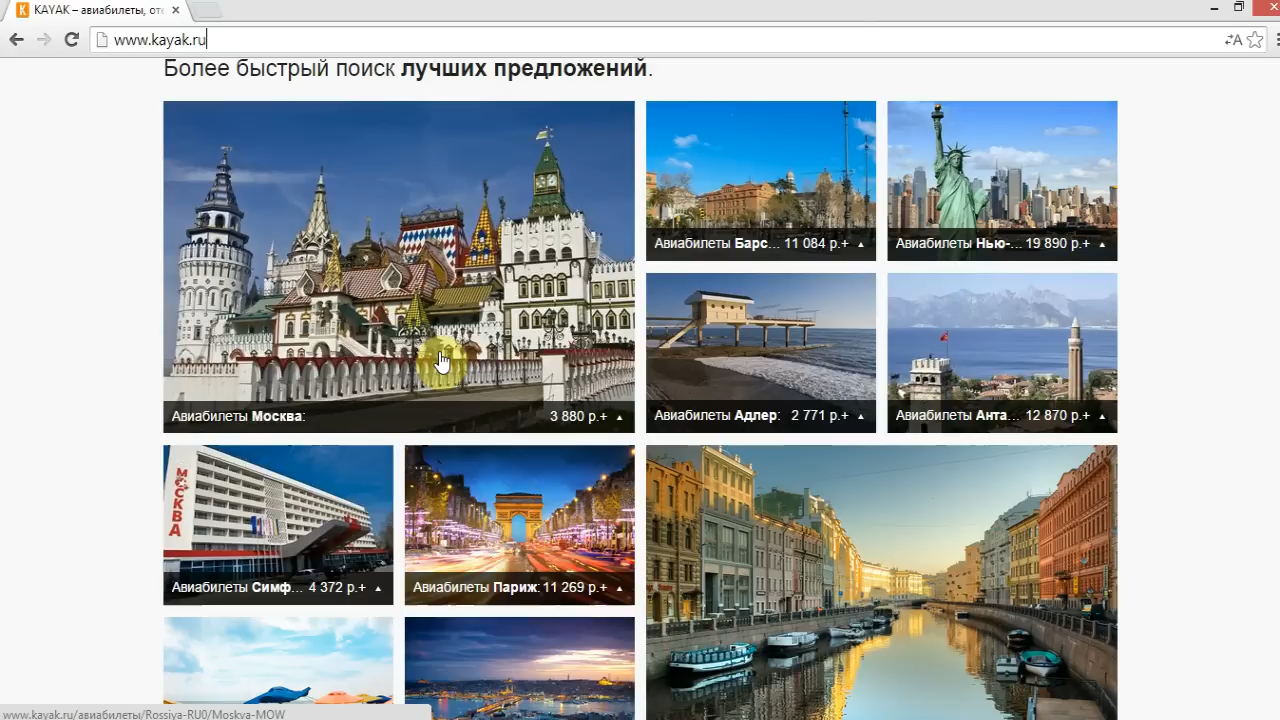 KAYAK – авиабилеты, оте
www.kayak.ru
Более быстрый поиск лучших предложений.
Авиабилеты Москва: 3 880 р.+
Авиабилеты Барс... 11 084 р.+
Авиабилеты Нью-... 19 890 р.+
Авиабилеты Адлер: 2 771 р.+
Авиабилеты Анта... 12 870 р.+
МОСКВА
Авиабилеты Симф... 4 372 р.+
Авиабилеты Париж: 11 269 р.+
www.kayak.ru/авиабилеты/Rossiya-RU0/Moskva-MOW